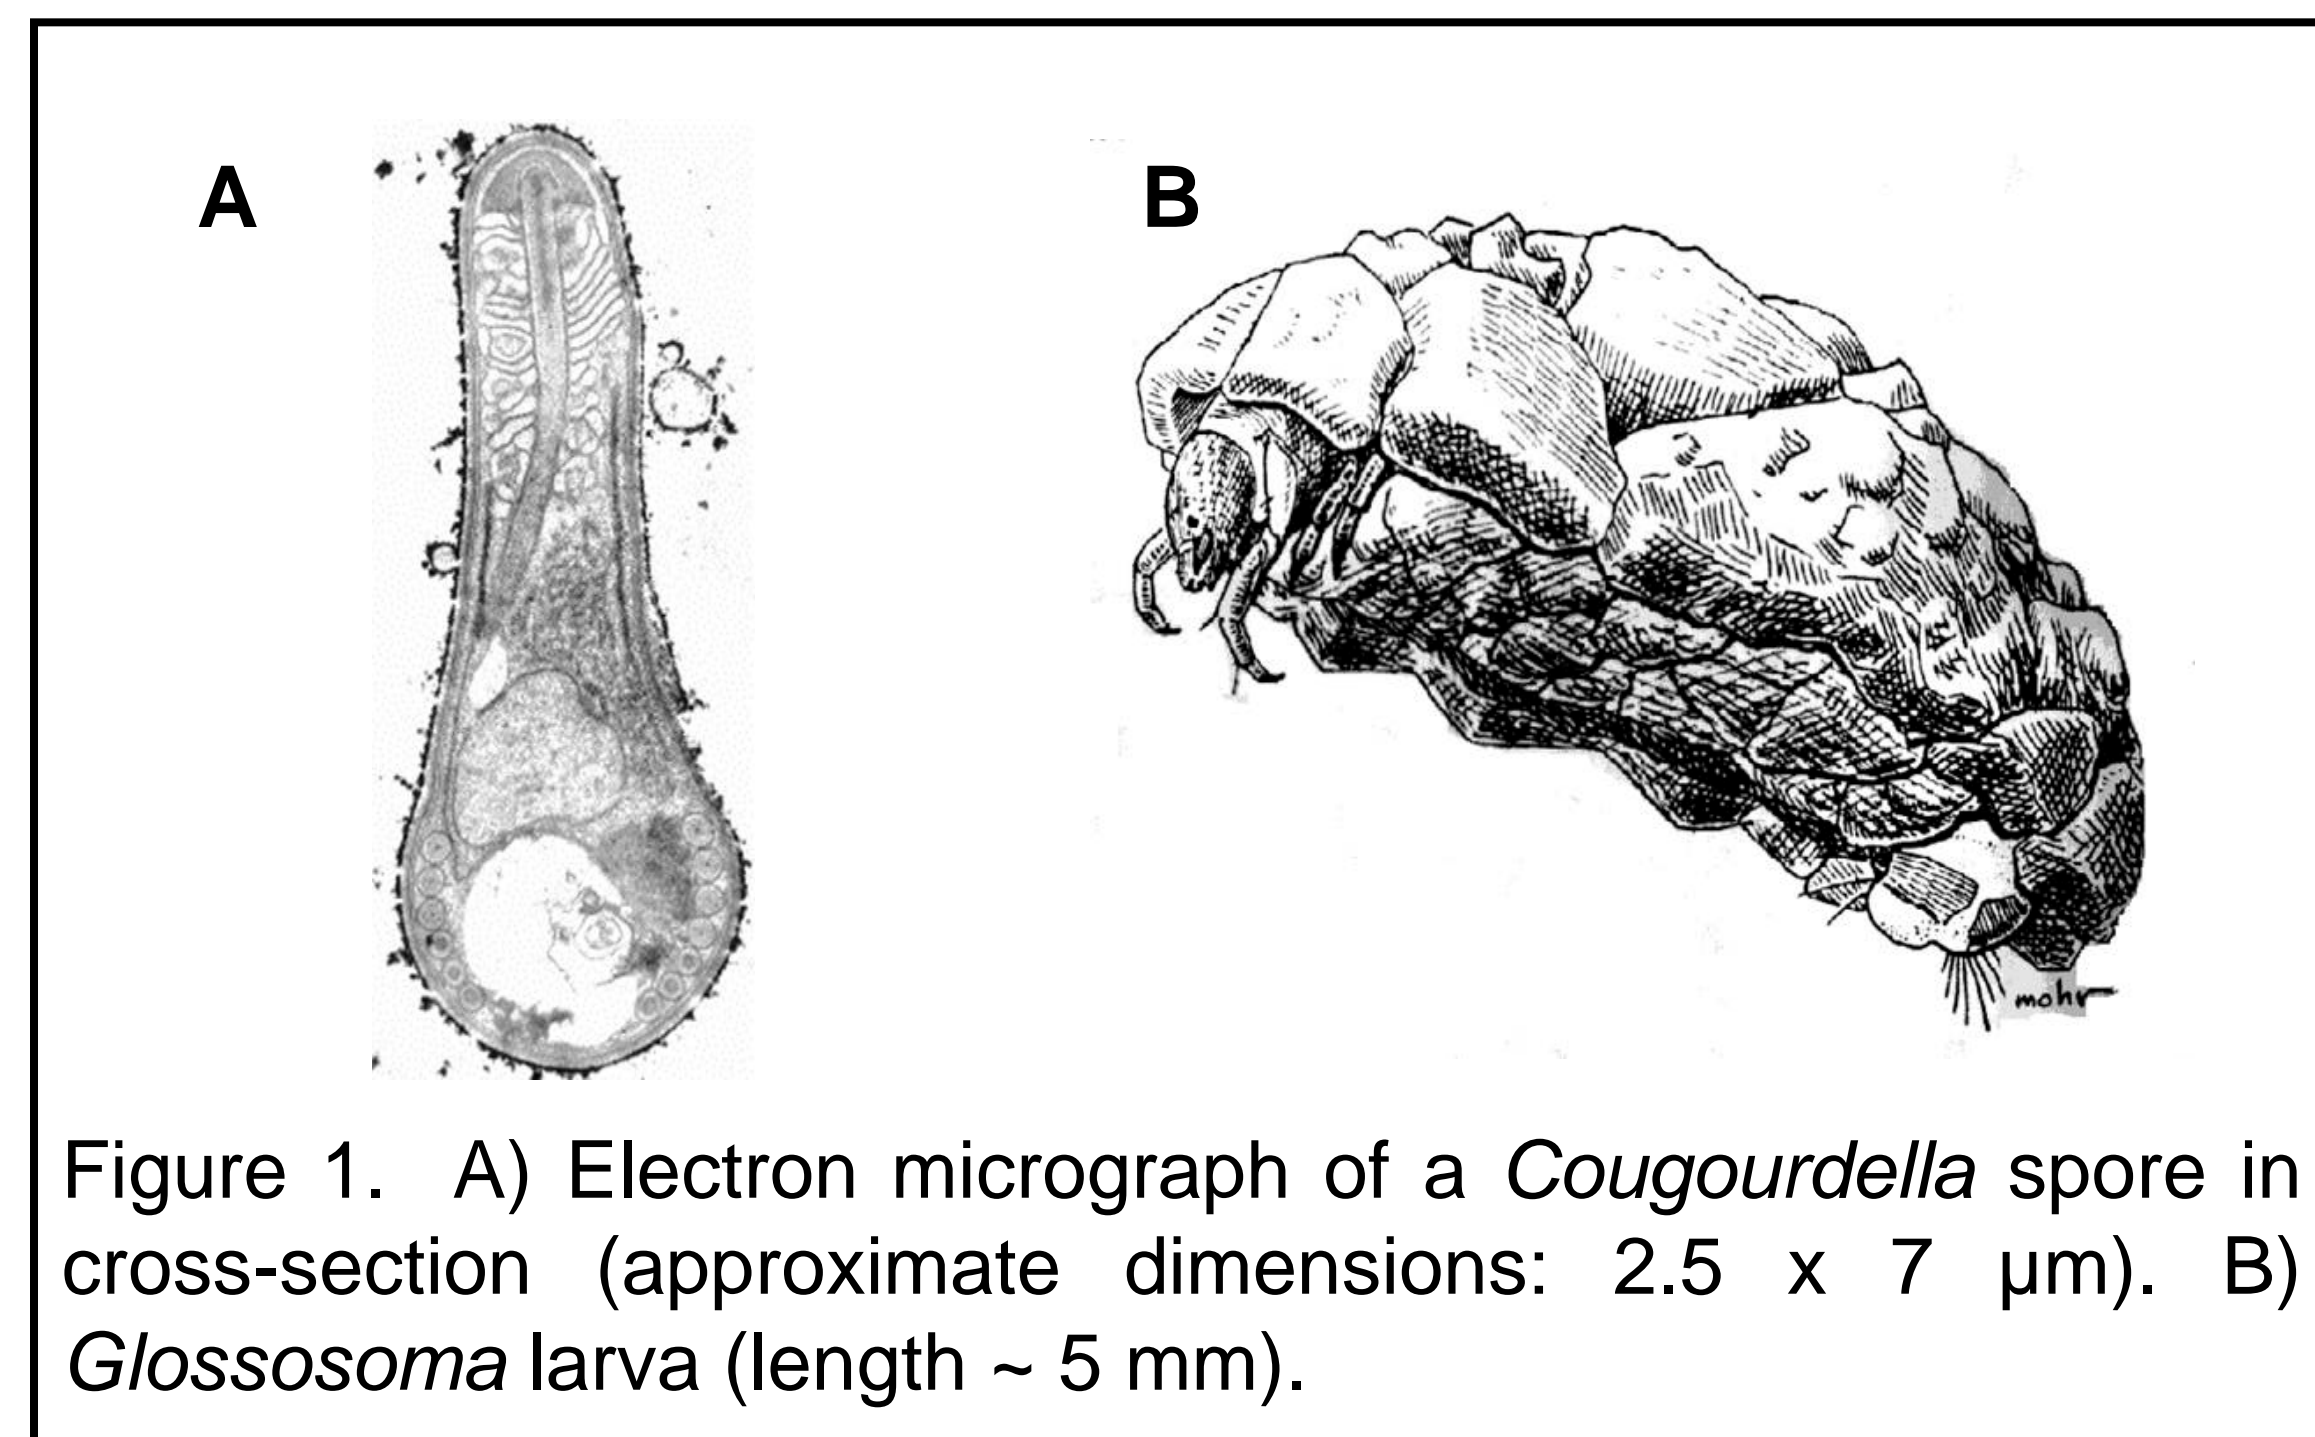 A
B
mohr
Figure 1. A) Electron micrograph of a Cougourdella spore in
cross-section (approximate dimensions: 2.5 x 7 µm). B)
Glossosoma larva (length ~ 5 mm).